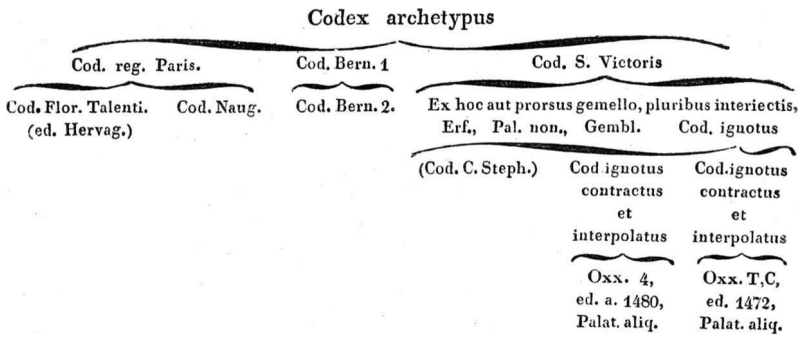 Codex archetypus
Cod. reg. Paris. Cod. Bern. 1 Cod. S. Victoris
Cod. Flor. Talenti. Cod. Naug. Cod. Bern. 2. Ex hoc aut prorsus gemello, pluribus interiectis,
(ed. Hervag.) Erf., Pal. non., Gembl. Cod. ignotus
(Cod. C. Steph.) Cod ignotus Cod.ignotus
contractus contractus
et et
interpolatus interpolatus
Oxx. 4, Oxx. T,C,
ed. a. 1480, ed. 1472,
Palat. aliq. Palat. aliq.